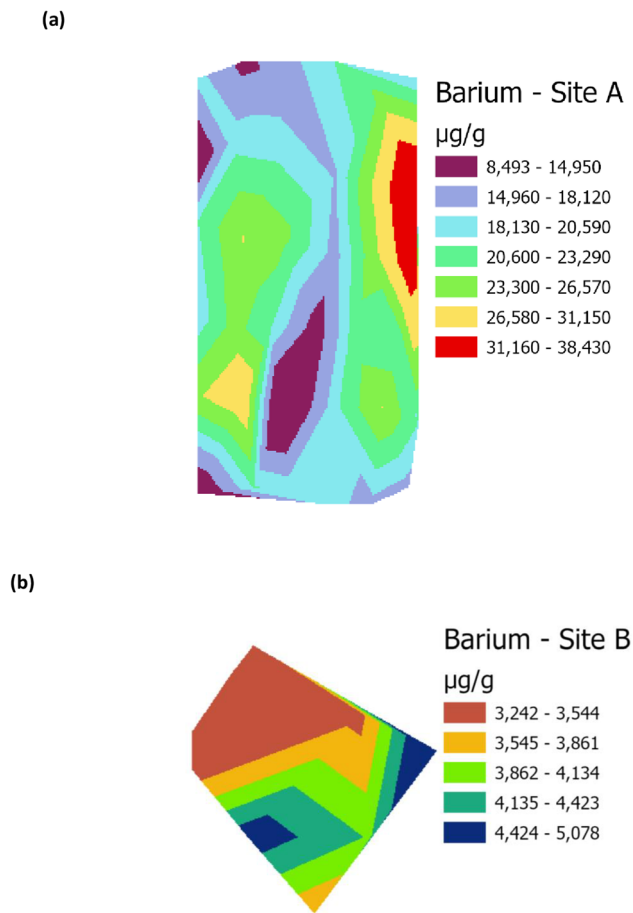 (a)
Barium - Site A
µg/g
8,493 - 14,950
14,960 - 18,120
18,130 - 20,590
20,600 - 23,290
23,300 - 26,570
26,580 - 31,150
31,160 - 38,430
(b)
Barium - Site B
µg/g
3,242 - 3,544
3,545 - 3,861
3,862 - 4,134
4,135 - 4,423
4,424 - 5,078